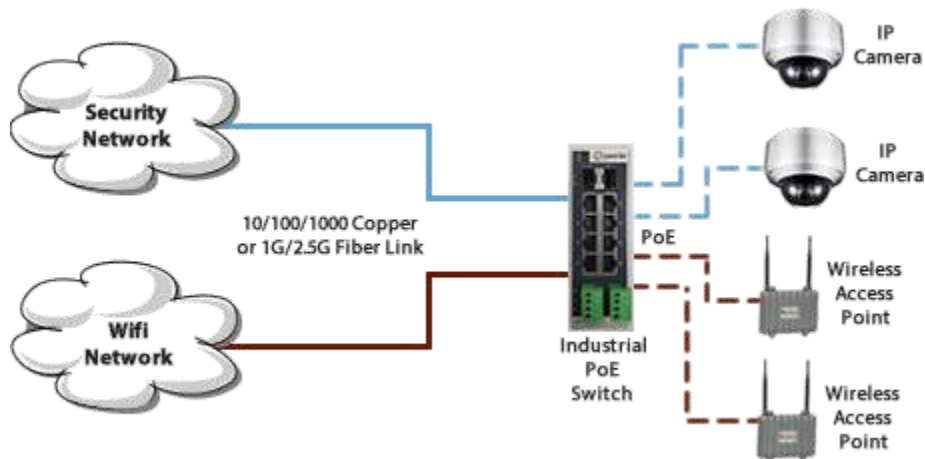 Security
Network
10/100/1000 Copper
or 1G/2.5G Fiber Link
Wifi
Network
Industrial
PoE
Switch
PoE
IP
Camera
IP
Camera
Wireless
Access
Point
Wireless
Access
Point